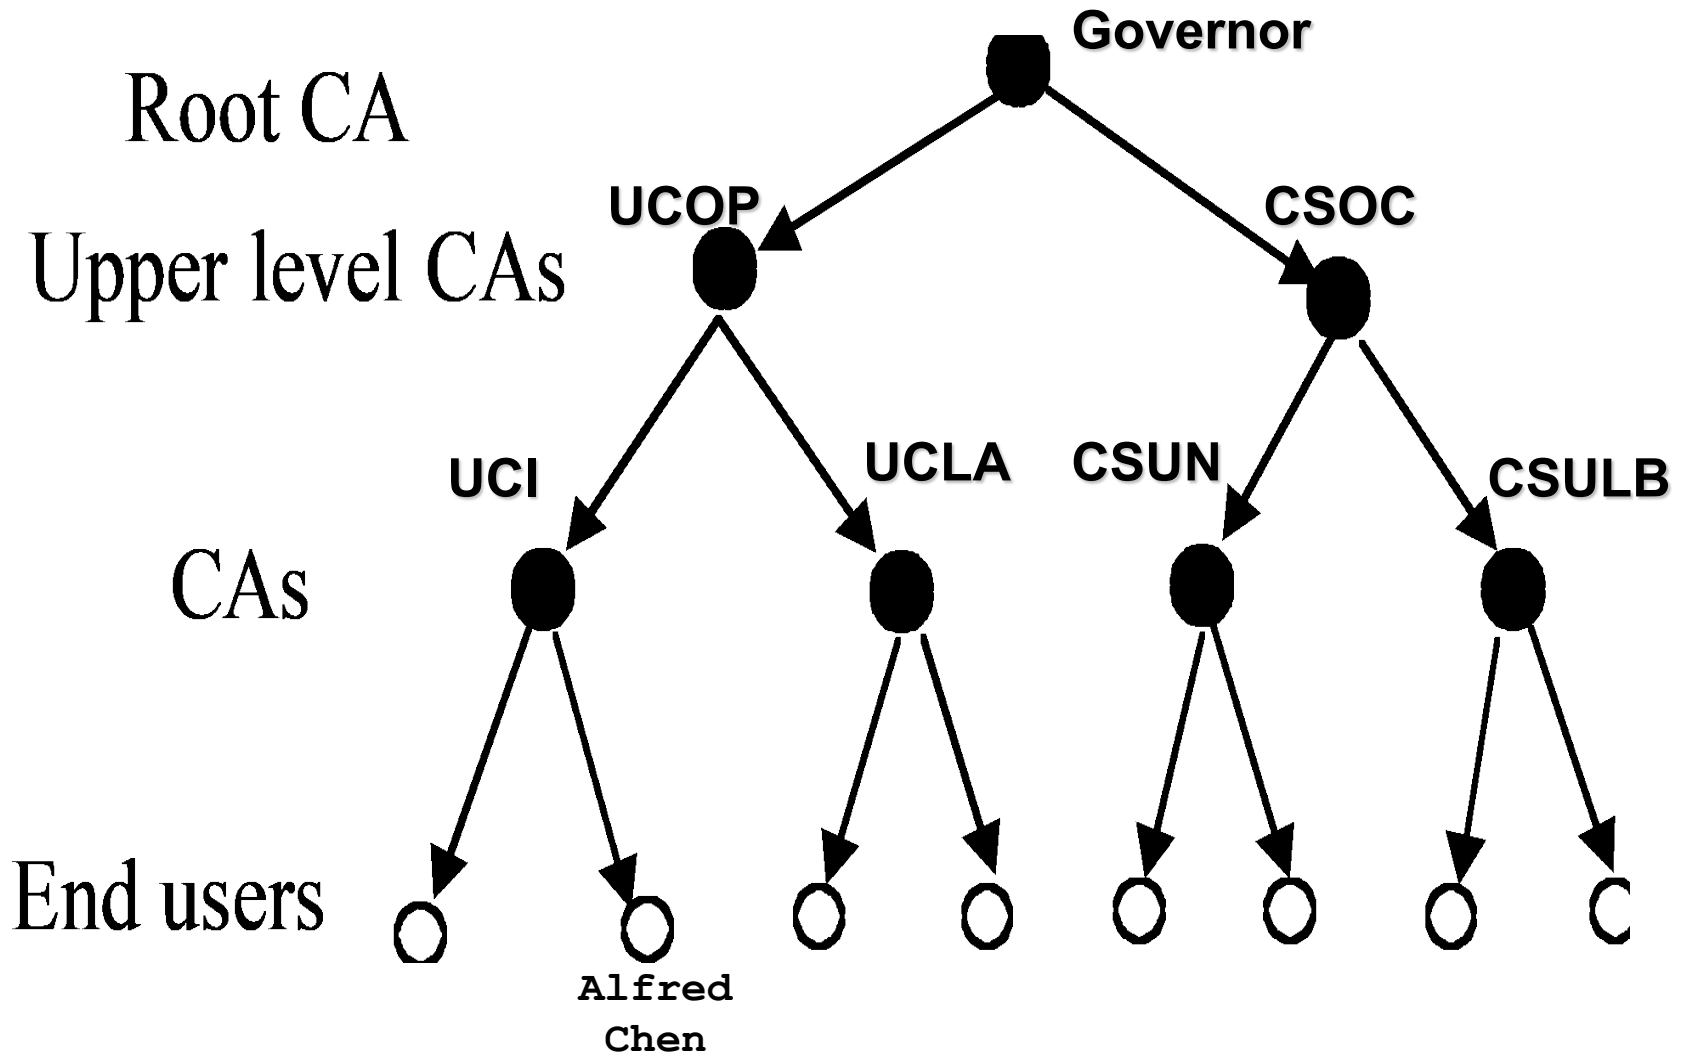 Governor
Root CA
UCOP
CSOC
Upper level CAs
UCI
UCLA
CSUN
CSULB
CAs
End users
Alfred
Chen